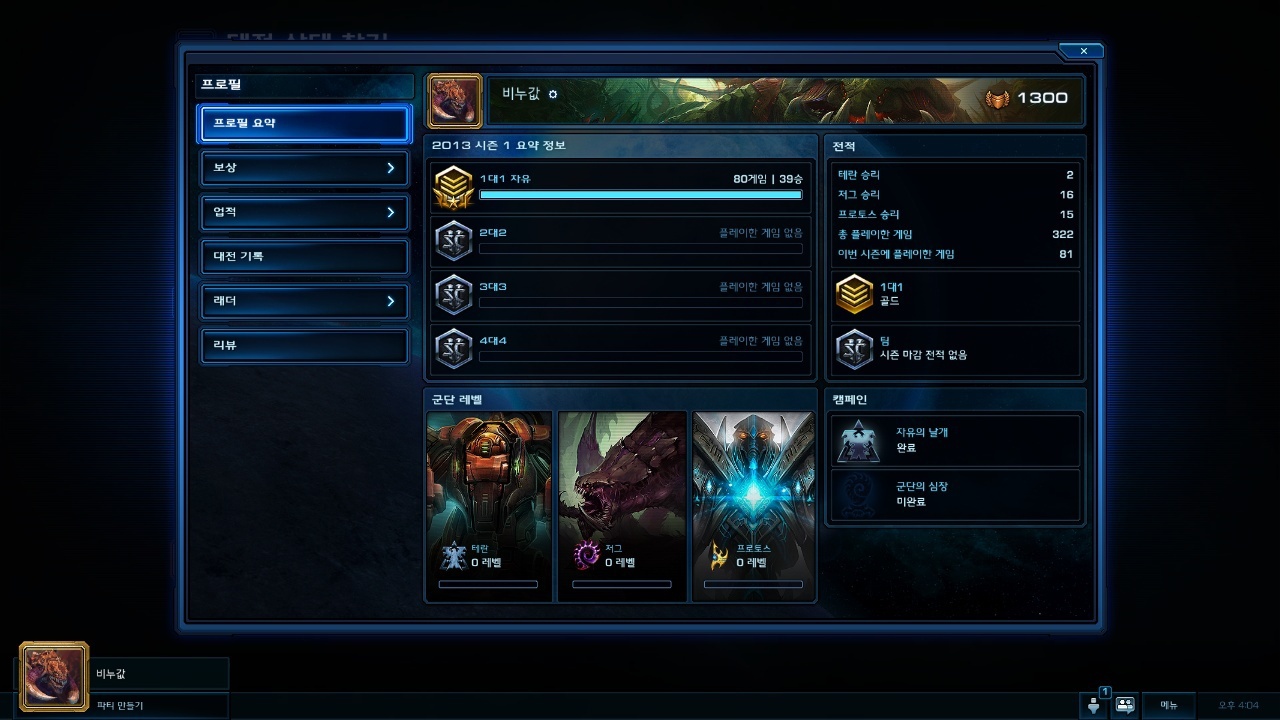 대전 상대 찾기
프로필
프로필 요약
보상
업적
대전 기록
래더
리뷰
비누값
1300
2013 시즌 1 요약 정보
1대1 자유
80게임 | 39승
2대2
플레이한 게임 없음
3대3
플레이한 게임 없음
4대4
플레이한 게임 없음
전적
테란 승리 2
저그 승리 16
프로토스 승리 15
총 플레이한 게임 322
이번 시즌에 플레이한 게임 81
1대1
골드
팀
시즌 마감 전적 없음
군단 레벨
테란
0 레벨
저그
0 레벨
프로토스
0 레벨
캠페인
자유의 날개
완료
군단의 심장
미완료
비누값
파티 만들기
1
메뉴
오후 4:04